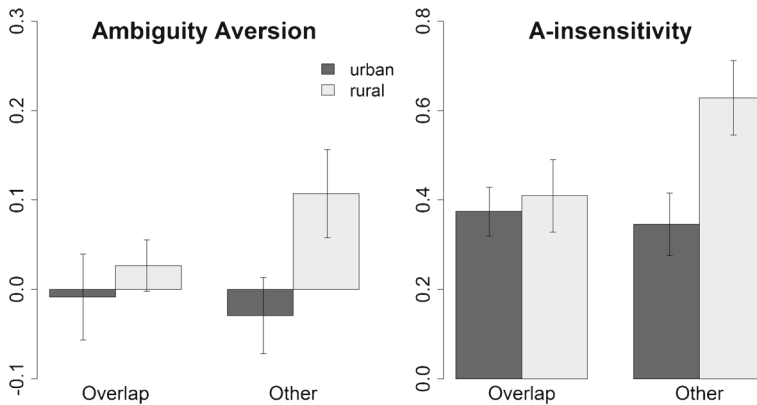 Ambiguity Aversion
0.3
0.2
0.1
0.0
-0.1
urban
rural
Overlap
Other
A-insensitivity
0.8
0.6
0.4
0.2
0.0
Overlap
Other